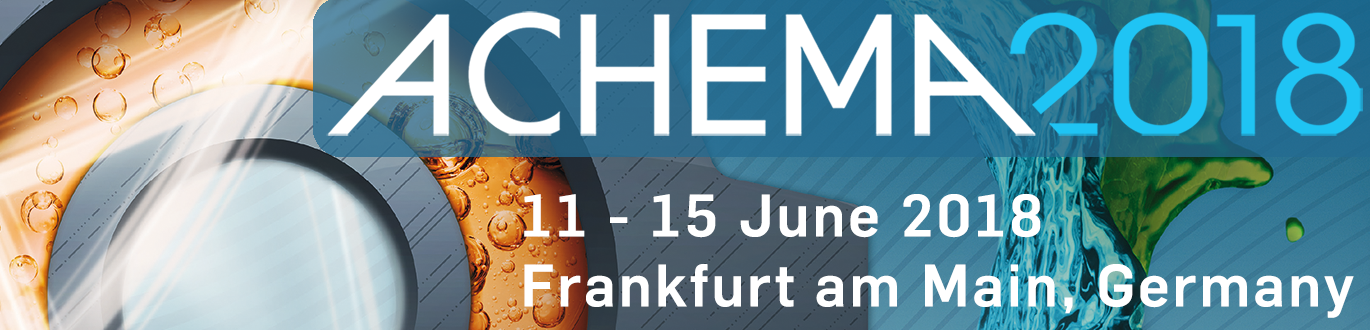 ACHEMA2018
11 - 15 June 2018
Frankfurt am Main, Germany